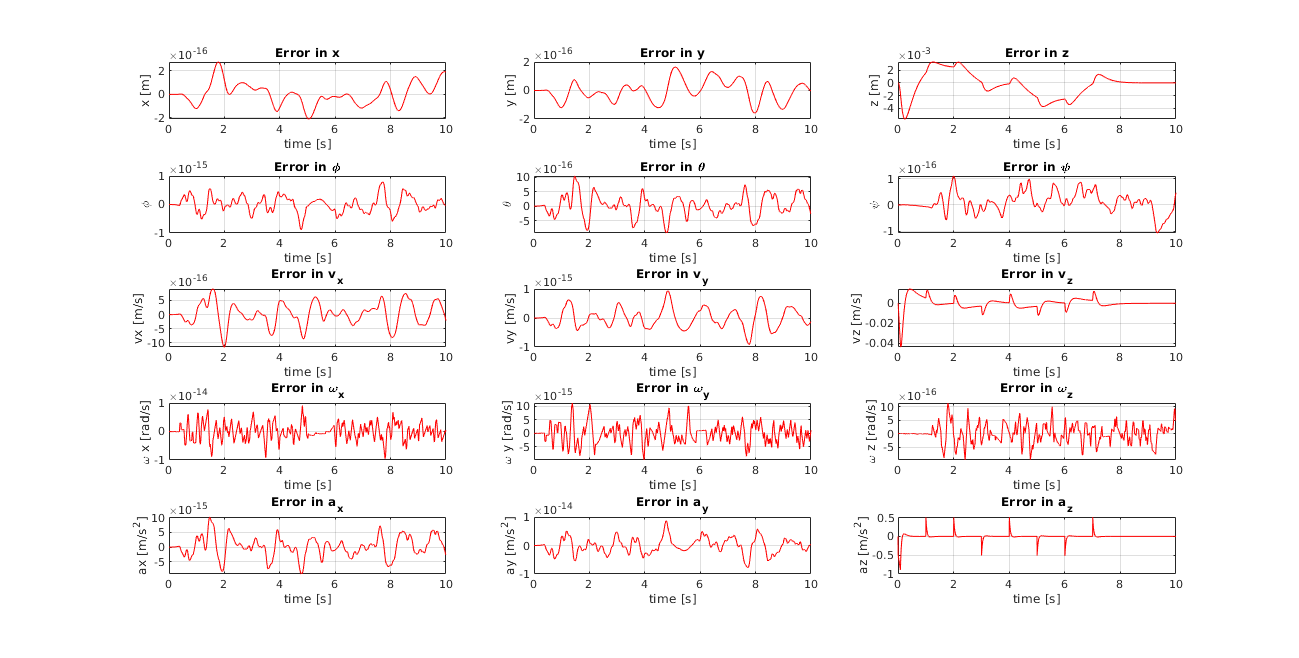 Error in x
×10⁻¹⁶
x [m]
2
0
-2
0 2 4 6 8 10
time [s]
Error in y
×10⁻¹⁶
y [m]
2
0
-2
0 2 4 6 8 10
time [s]
Error in z
×10⁻³
z [m]
2
0
-2
-4
0 2 4 6 8 10
time [s]
Error in ϕ
×10⁻¹⁵
ϕ
1
0
-1
0 2 4 6 8 10
time [s]
Error in θ
×10⁻¹⁶
θ
10
5
0
-5
0 2 4 6 8 10
time [s]
Error in ψ
×10⁻¹⁶
ψ
1
0
-1
0 2 4 6 8 10
time [s]
Error in vₓ
×10⁻¹⁶
vx [m/s]
5
0
-5
-10
0 2 4 6 8 10
time [s]
Error in v_y
×10⁻¹⁵
vy [m/s]
1
0
-1
0 2 4 6 8 10
time [s]
Error in v_z
vz [m/s]
0
-0.02
-0.04
0 2 4 6 8 10
time [s]
Error in ωₓ
×10⁻¹⁴
ω x [rad/s]
1
0
-1
0 2 4 6 8 10
time [s]
Error in ω_y
×10⁻¹⁵
ω y [rad/s]
10
5
0
-5
0 2 4 6 8 10
time [s]
Error in ω_z
×10⁻¹⁶
ω z [rad/s]
10
5
0
-5
0 2 4 6 8 10
time [s]
Error in aₓ
×10⁻¹⁵
ax [m/s²]
10
5
0
-5
0 2 4 6 8 10
time [s]
Error in a_y
×10⁻¹⁴
ay [m/s²]
1
0
-1
0 2 4 6 8 10
time [s]
Error in a_z
az [m/s²]
0.5
0
-0.5
-1
0 2 4 6 8 10
time [s]